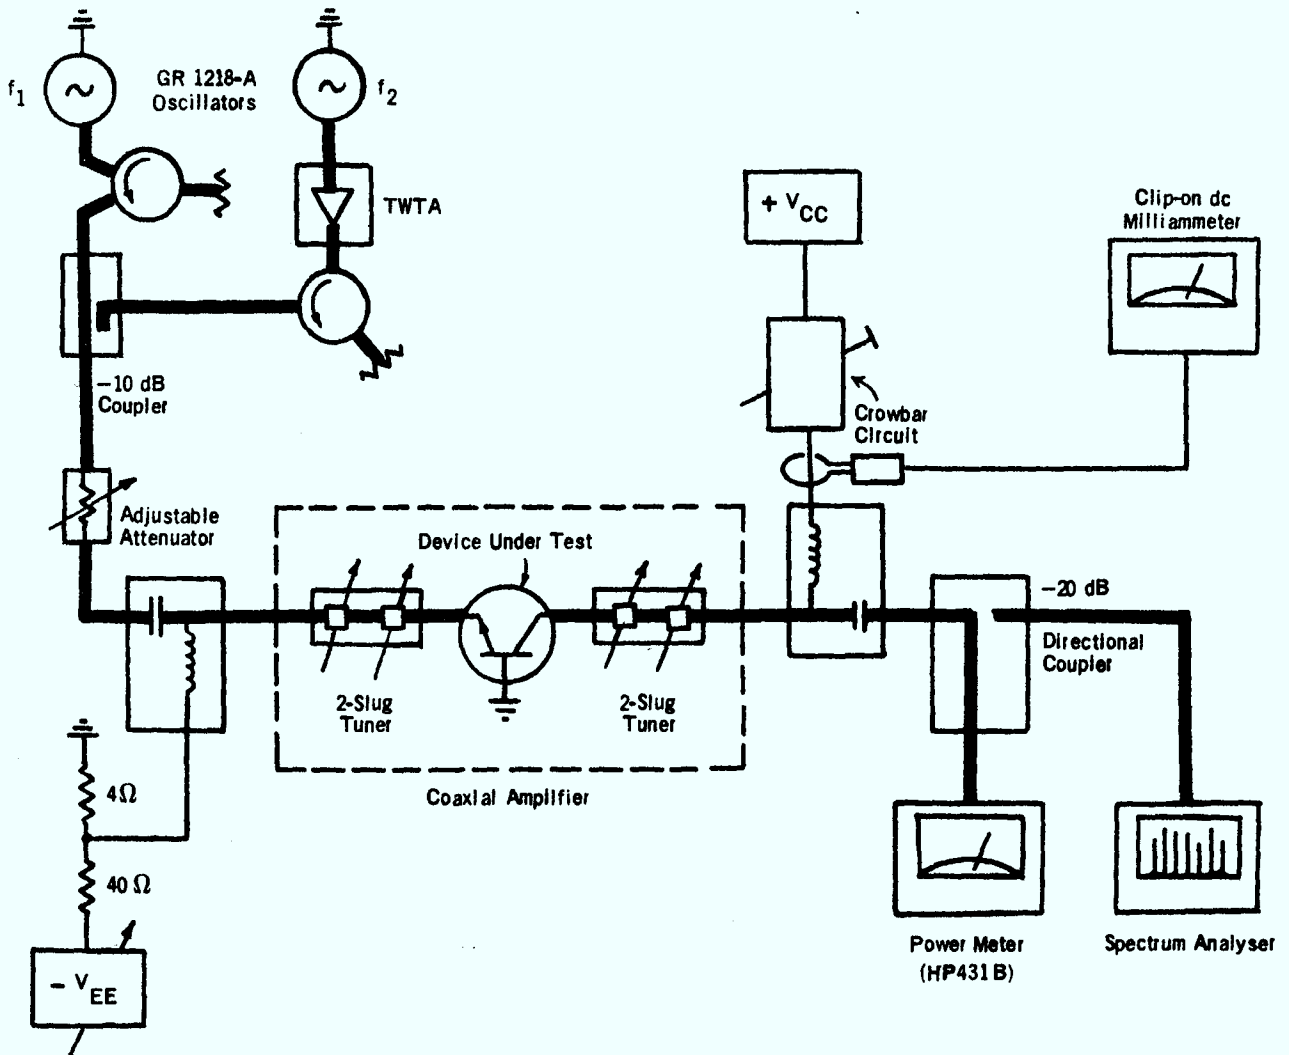 f1
GR 1218-A
Oscillators
f2
TWTA
+ VCC
Clip-on dc
Milliammeter
-10 dB
Coupler
Crowbar
Circuit
Adjustable
Attenuator
Device Under Test
-20 dB
Directional
Coupler
2-Slug
Tuner
2-Slug
Tuner
4Ω
Coaxial Amplifier
40Ω
Power Meter
(HP431B)
Spectrum Analyser
- VEE